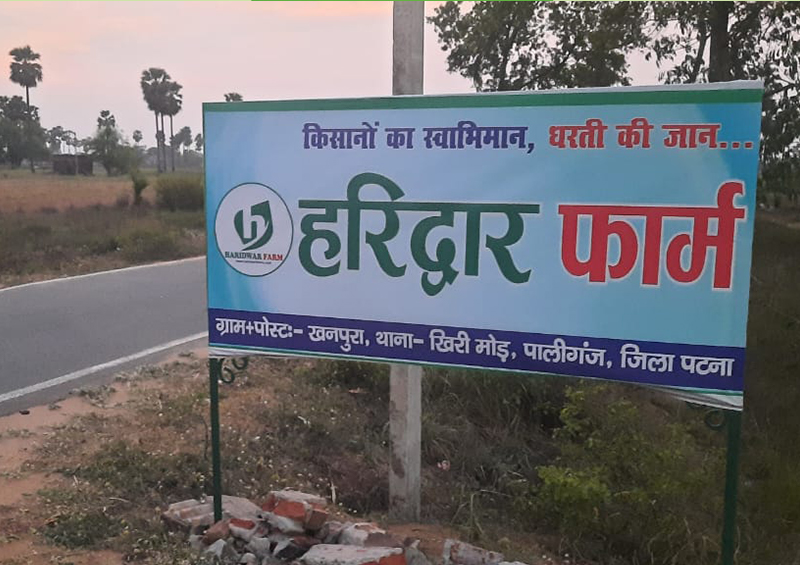 किसानों का स्वाभिमान, धरती की जान...
हरिद्वार फार्म
HARIDWAR FARM
ग्राम+पोस्टः- खनपुरा, थाना- खिरी मोड़, पालीगंज, जिला पटना